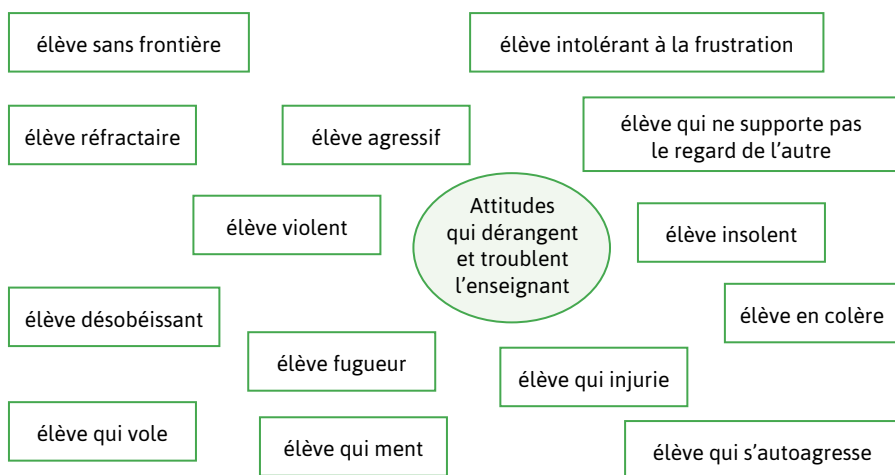 élève sans frontière
élève intolérant à la frustration
élève réfractaire
élève agressif
élève qui ne supporte pas
le regard de l’autre
élève violent
Attitudes
qui dérangent
et troublent
l’enseignant
élève insolent
élève désobéissant
élève en colère
élève fugueur
élève qui injurie
élève qui vole
élève qui ment
élève qui s’autoagresse